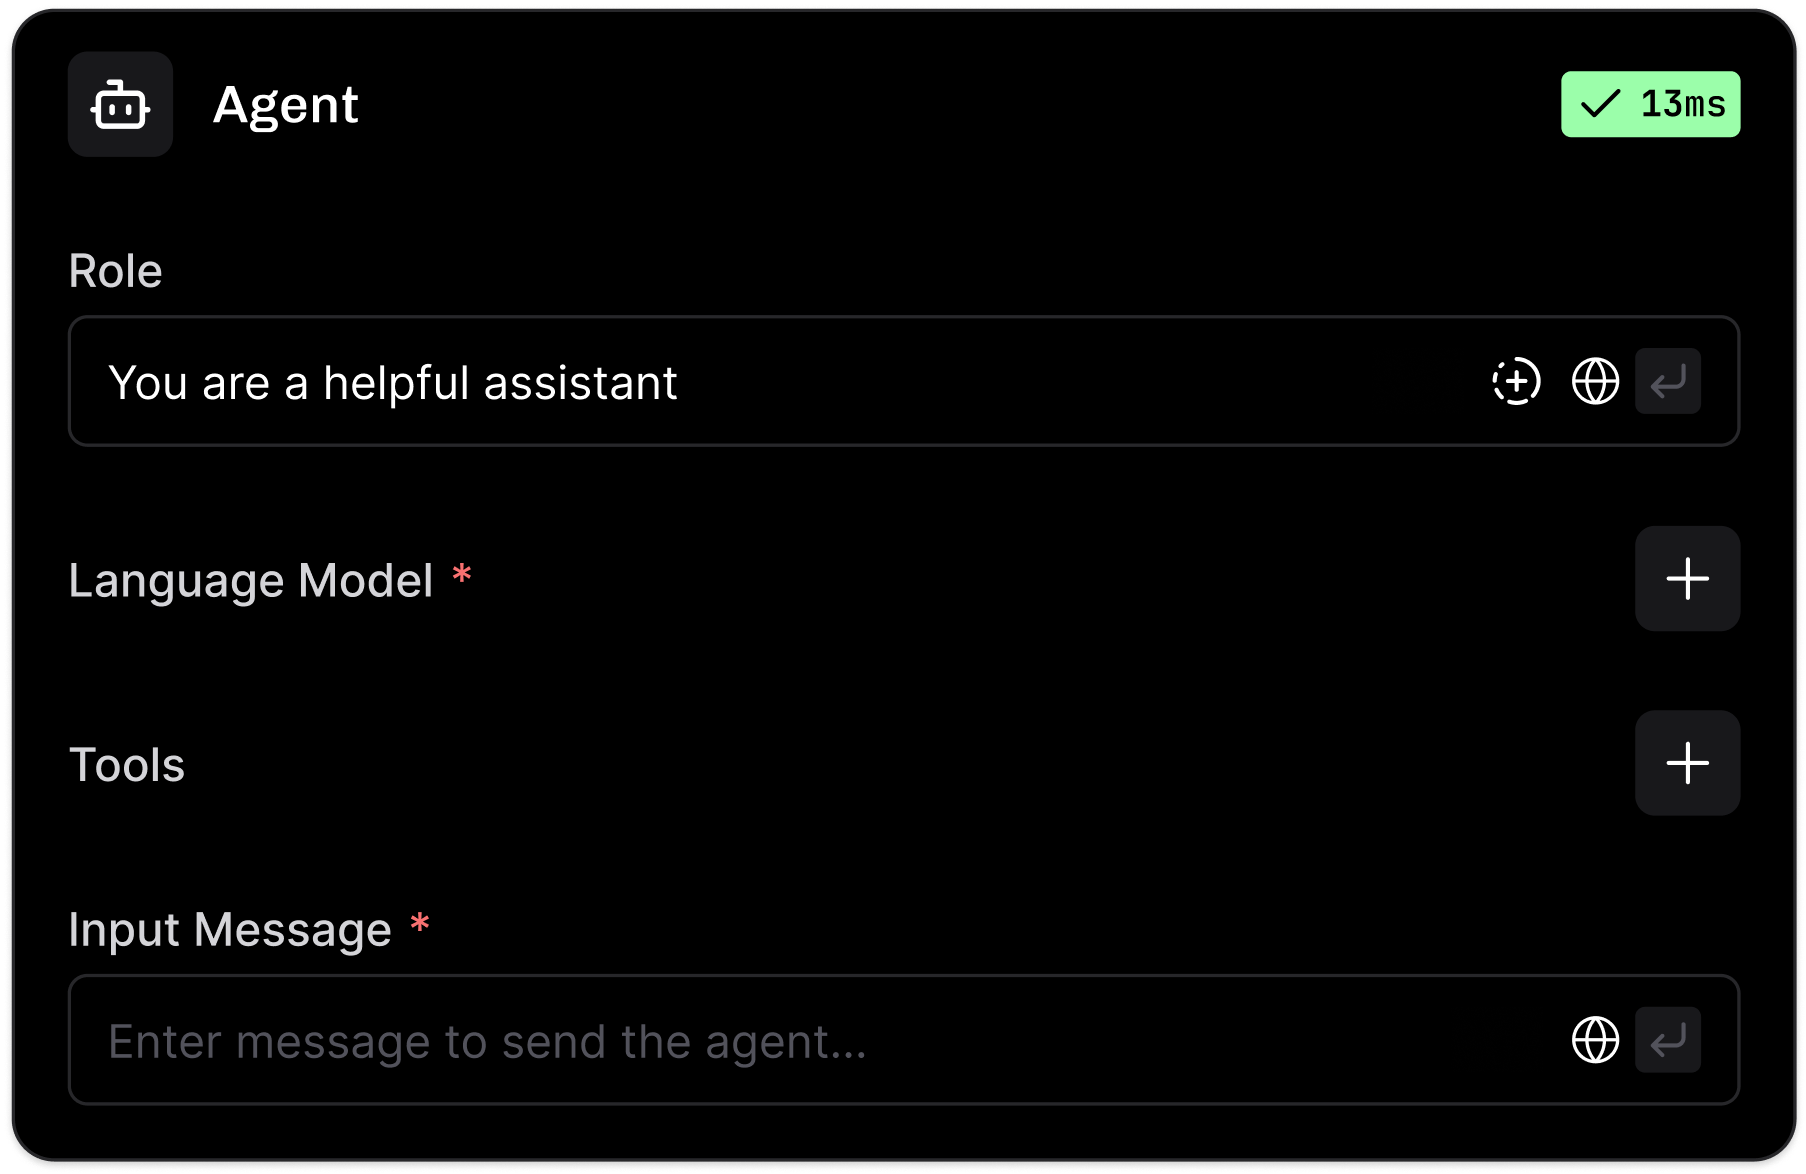 Agent
13ms
Role
You are a helpful assistant
Language Model *
Tools
Input Message *
Enter message to send the agent...